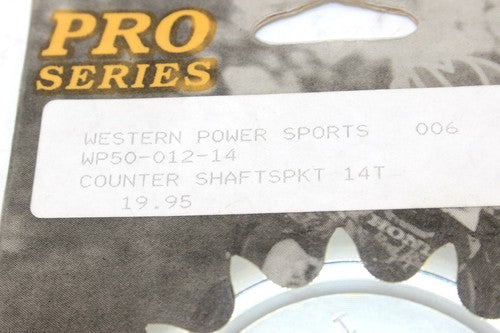 PRO
SERIES
WESTERN POWER SPORTS 006
WP50-012-14
COUNTER SHAFTSPKT 14T
19.95